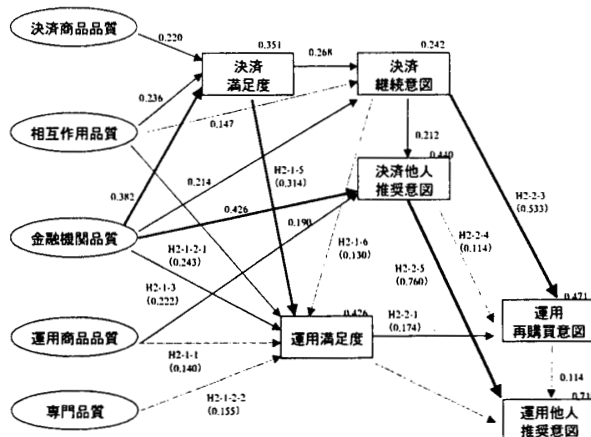 決済商品品質
0.220
0.351
決済
満足度
0.268
0.242
決済
継続意図
0.236
相互作用品質
0.147
0.212
0.440
決済他人
推奨意図
H2-1-5
(0.314)
0.214
0.382
0.426
H2-2-3
(0.533)
金融機関品質
0.190
H2-1-6
(0.130)
H2-2-4
(0.114)
H2-1-2-1
(0.243)
H2-1-3
(0.222)
H2-2-5
(0.760)
0.471
運用
再購買意図
運用商品品質
0.426
運用満足度
H2-2-1
(0.174)
H2-1-1
(0.140)
0.114
H2-1-2-2
(0.155)
専門品質
運用他人
推奨意図